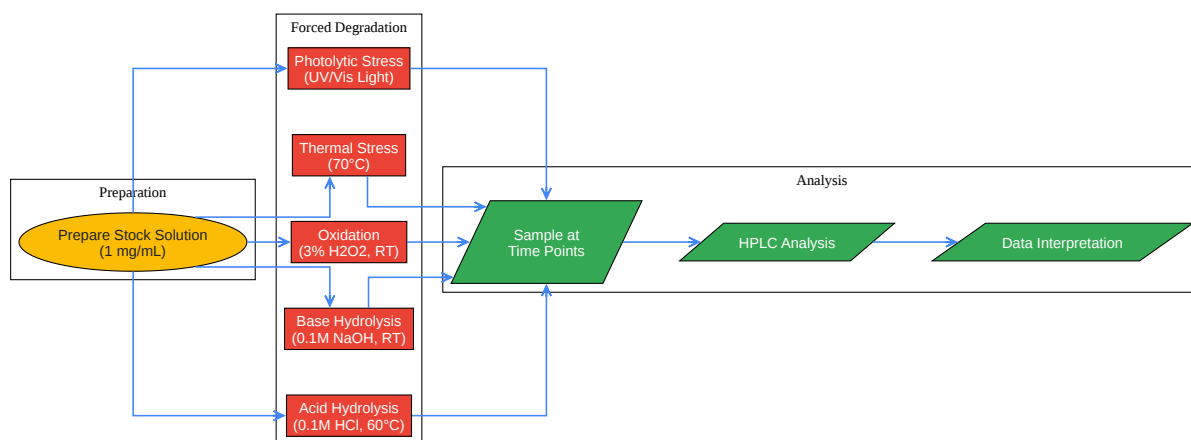 Forced Degradation
Photolytic Stress
(UV/Vis Light)
Thermal Stress
(70°C)
Preparation
Prepare Stock Solution
(1 mg/mL)
Oxidation
(3% H2O2, RT)
Base Hydrolysis
(0.1M NaOH, RT)
Acid Hydrolysis
(0.1M HCl, 60°C)
Analysis
Sample at
Time Points
HPLC Analysis
Data Interpretation